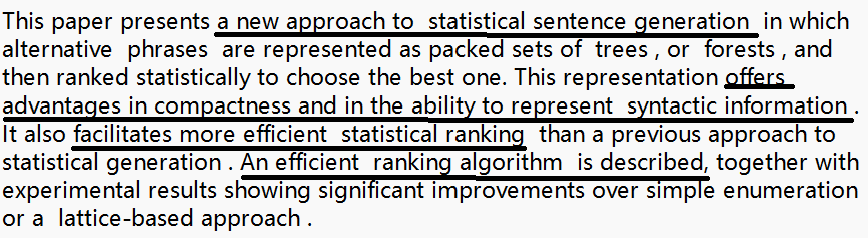 This paper presents a new approach to statistical sentence generation in which
alternative phrases are represented as packed sets of trees , or forests , and
then ranked statistically to choose the best one. This representation offers
advantages in compactness and in the ability to represent syntactic information .
It also facilitates more efficient statistical ranking than a previous approach to
statistical generation . An efficient ranking algorithm is described, together with
experimental results showing significant improvements over simple enumeration
or a lattice-based approach .